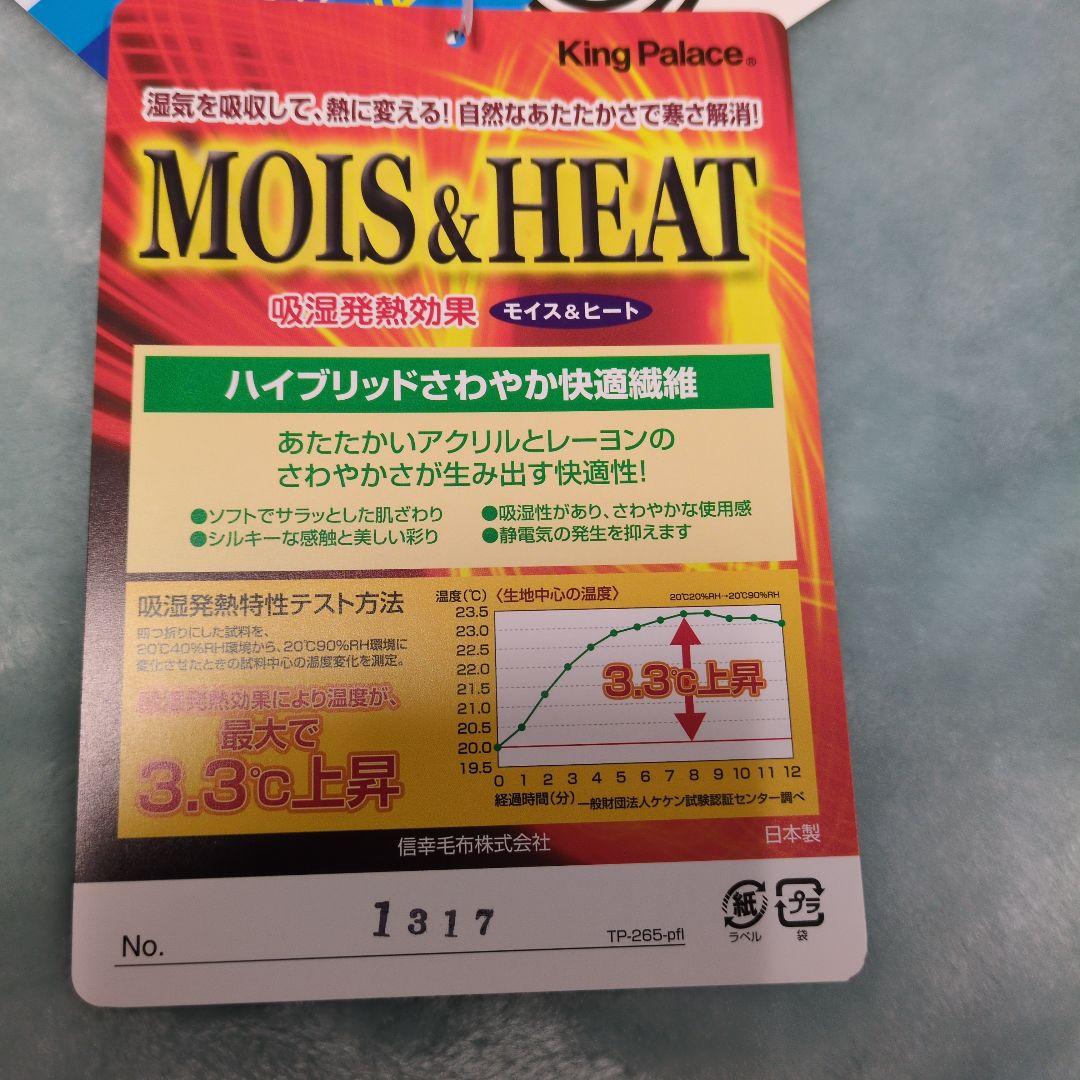 King Palace®
湿気を吸収して、熱に変える！自然なあたたかさで寒さ解消！
MOIS&HEAT
吸湿発熱効果 モイス&ヒート
ハイブリッドさわやか快適繊維
あたたかいアクリルとレーヨンの
さわやかさが生み出す快適性！
●ソフトでサラッとした肌ざわり
●シルキーな感触と美しい彩り
●吸湿性があり、さわやかな使用感
●静電気の発生を抑えます
吸湿発熱特性テスト方法
四つ折りにした試料を、
20℃40%RH環境から、20℃90%RH環境に
変化させたときの試料中心の温度変化を測定。
吸湿発熱効果により温度が、
最大で
3.3℃上昇
温度(℃) 〈生地中心の温度〉 20℃20%RH→20℃90%RH
23.5
23.0
22.5
22.0
21.5
21.0
20.5
20.0
19.5
3.3℃上昇
0 1 2 3 4 5 6 7 8 9 10 11 12
経過時間(分) 一般財団法人ケケン試験認証センター調べ
信幸毛布株式会社
日本製
No. 1317
TP-265-pfl
紙
ラベル
プラ
袋